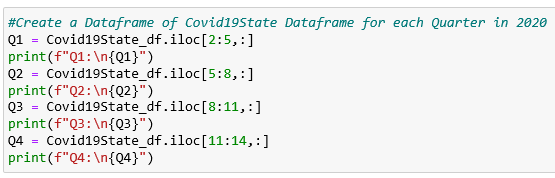 #Create a Dataframe of Covid19State Dataframe for each Quarter in 2020
Q1 = Covid19State_df.iloc[2:5,:]
print(f"Q1:\n{Q1}")
Q2 = Covid19State_df.iloc[5:8,:]
print(f"Q2:\n{Q2}")
Q3 = Covid19State_df.iloc[8:11,:]
print(f"Q3:\n{Q3}")
Q4 = Covid19State_df.iloc[11:14,:]
print(f"Q4:\n{Q4}")